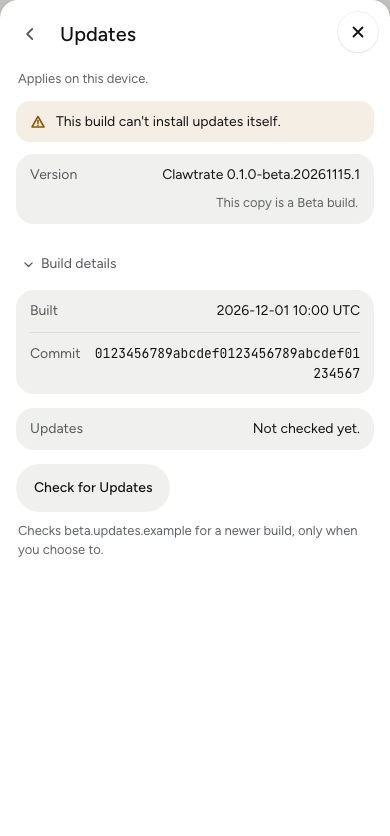 Updates
Applies on this device.
This build can't install updates itself.
Version Clawtrate 0.1.0-beta.20261115.1
This copy is a Beta build.
Build details
Built 2026-12-01 10:00 UTC
Commit 0123456789abcdef0123456789abcdef01
234567
Updates Not checked yet.
Check for Updates
Checks beta.updates.example for a newer build, only when
you choose to.